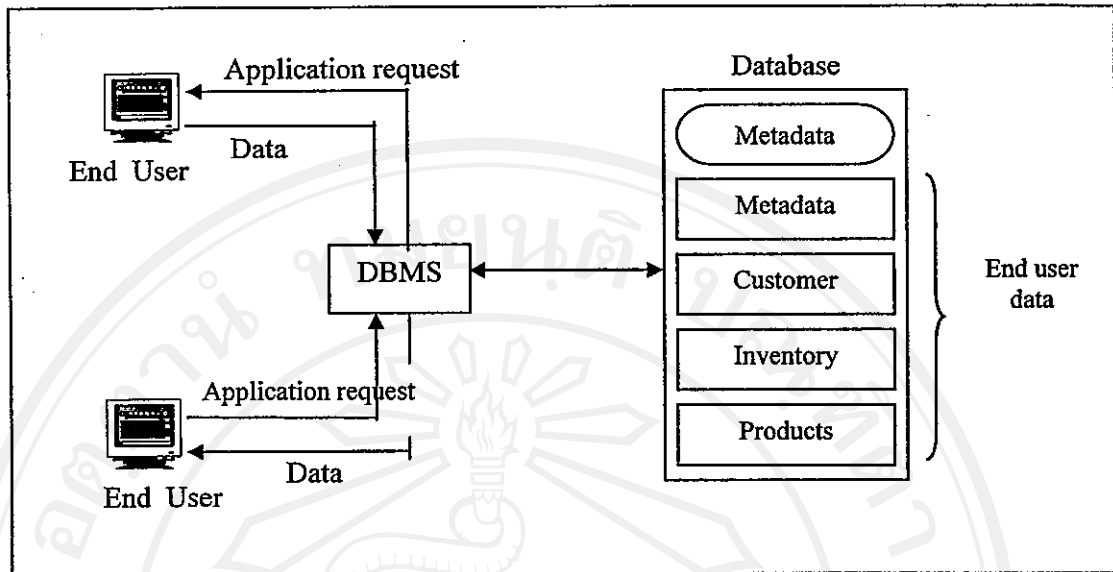 Application request
Data
End User
DBMS
Application request
Data
End User
Database
Metadata
Metadata
Customer
Inventory
Products
End user
data